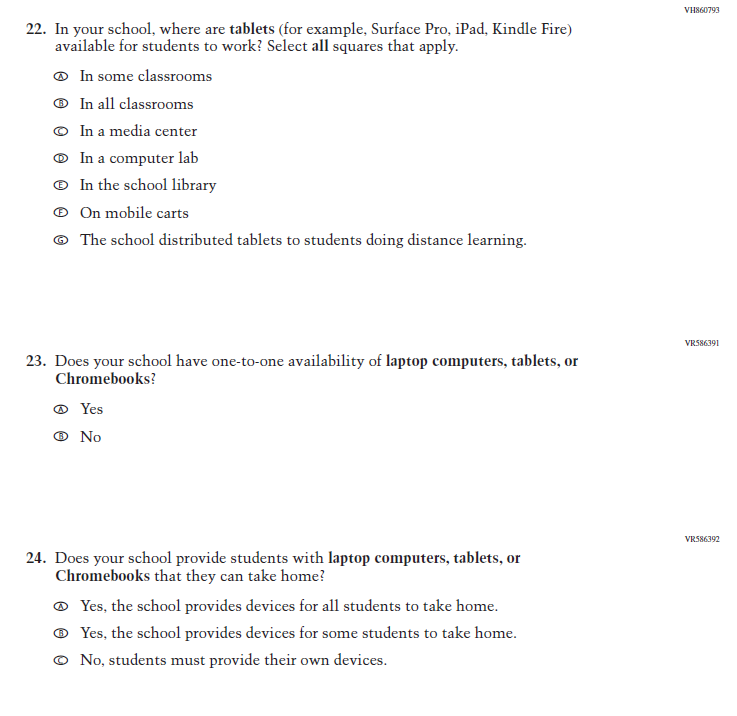 VH860793
22. In your school, where are tablets (for example, Surface Pro, iPad, Kindle Fire)
available for students to work? Select all squares that apply.
A In some classrooms
B In all classrooms
C In a media center
D In a computer lab
E In the school library
F On mobile carts
G The school distributed tablets to students doing distance learning.
VR586391
23. Does your school have one-to-one availability of laptop computers, tablets, or
Chromebooks?
A Yes
B No
VR586392
24. Does your school provide students with laptop computers, tablets, or
Chromebooks that they can take home?
A Yes, the school provides devices for all students to take home.
B Yes, the school provides devices for some students to take home.
C No, students must provide their own devices.